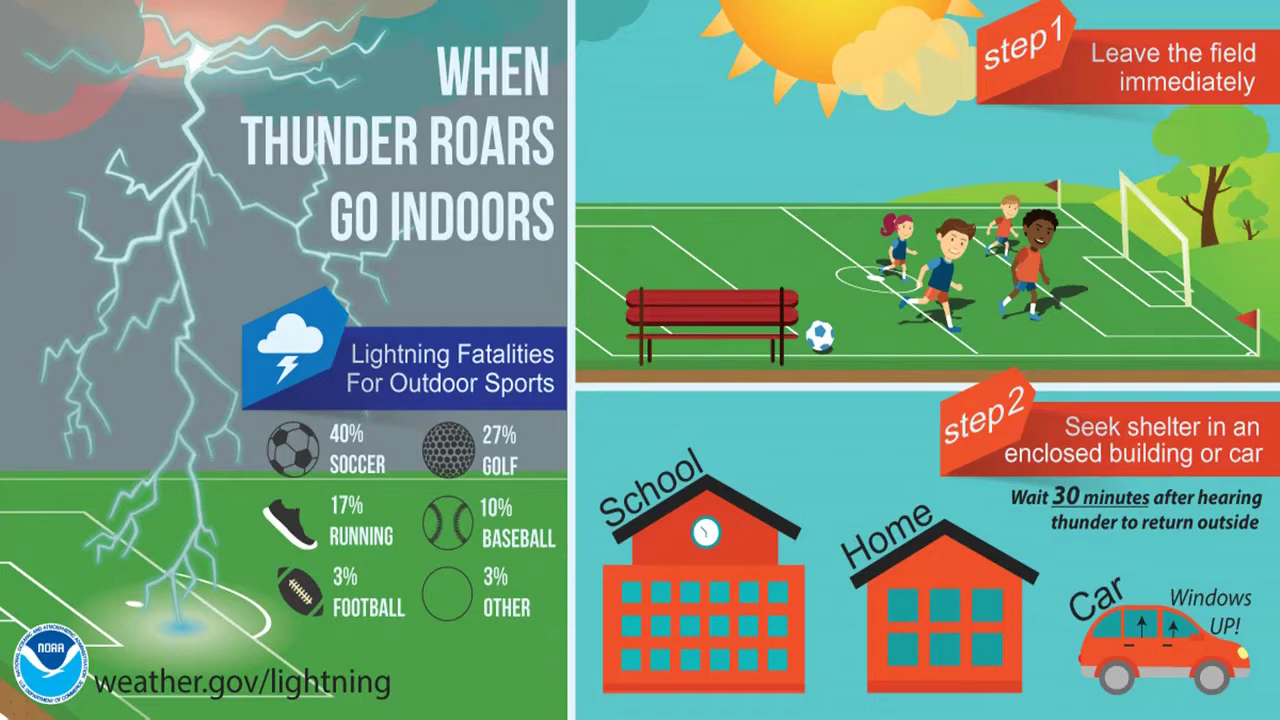 WHEN
THUNDER ROARS
GO INDOORS
Lightning Fatalities
For Outdoor Sports
40%
SOCCER
27%
GOLF
17%
RUNNING
10%
BASEBALL
3%
FOOTBALL
3%
OTHER
NOAA
weather.gov/lightning
step1
Leave the field
immediately
step2
Seek shelter in an
enclosed building or car
Wait 30 minutes after hearing
thunder to return outside
School
Home
Car
Windows
UP!